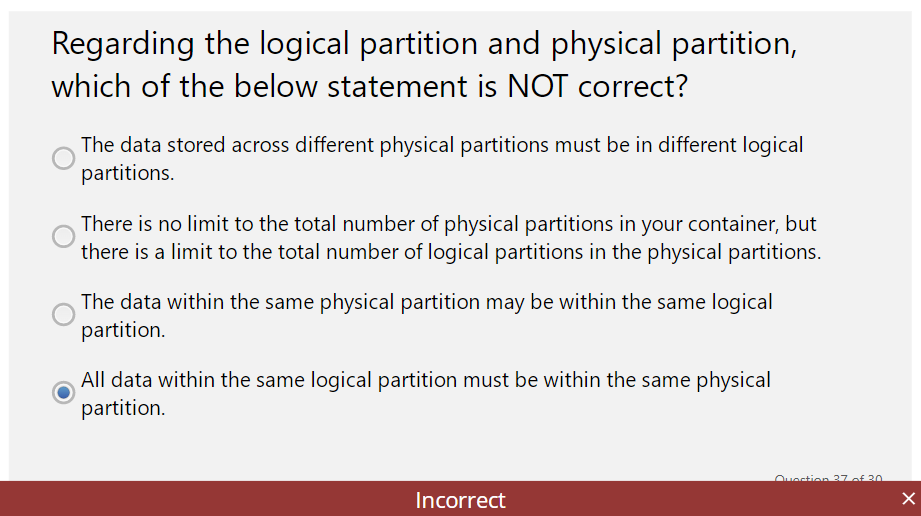 Regarding the logical partition and physical partition,
which of the below statement is NOT correct?
The data stored across different physical partitions must be in different logical
partitions.
There is no limit to the total number of physical partitions in your container, but
there is a limit to the total number of logical partitions in the physical partitions.
The data within the same physical partition may be within the same logical
partition.
All data within the same logical partition must be within the same physical
partition.
Question 37 of 39
Incorrect